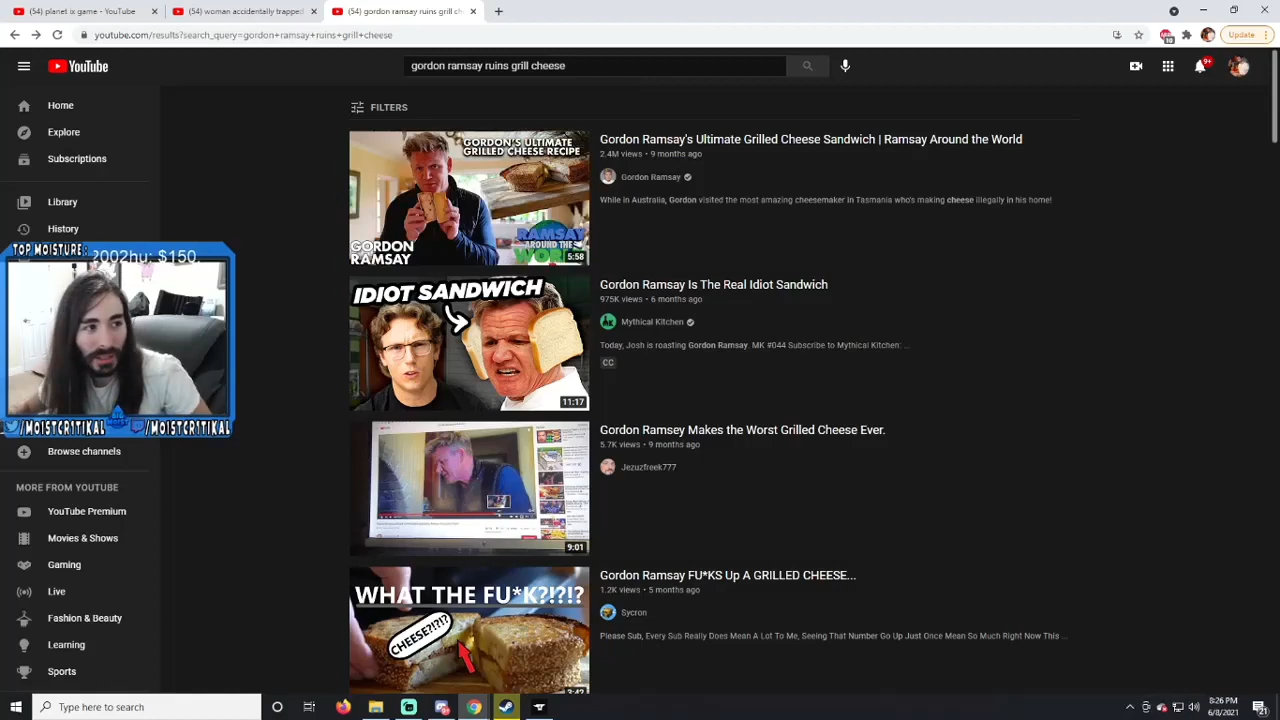 (54) planet ix game - YouTube
(54) woman accidentally trapped
(54) gordon ramsay ruins grill che
youtube.com/results?search_query=gordon+ramsay+ruins+grill+cheese
Update
YouTube
gordon ramsay ruins grill cheese
9+
Home
Explore
Subscriptions
Library
History
Browse channels
MORE FROM YOUTUBE
YouTube Premium
Movies & Shows
Gaming
Live
Fashion & Beauty
Learning
Sports
TOP MOISTURE:
2002hu: $150.
/MOISTCRITIKAL
/MOISTCRITIKAL
FILTERS
GORDON'S ULTIMATE
GRILLED CHEESE RECIPE
GORDON
RAMSAY
RAMSAY
AROUND THE
WORLD
5:58
Gordon Ramsay's Ultimate Grilled Cheese Sandwich | Ramsay Around the World
2.4M views • 9 months ago
Gordon Ramsay
While in Australia, Gordon visited the most amazing cheesemaker in Tasmania who's making cheese illegally in his home!
IDIOT SANDWICH
11:17
Gordon Ramsay Is The Real Idiot Sandwich
975K views • 6 months ago
MK
Mythical Kitchen
Today, Josh is roasting Gordon Ramsay. MK #044 Subscribe to Mythical Kitchen: ...
CC
9:01
Gordon Ramsey Makes the Worst Grilled Cheese Ever.
5.7K views • 9 months ago
Jezuzfreek777
WHAT THE FU*K?!?!?
CHEESE?!?!?
3:42
Gordon Ramsay FU*KS Up A GRILLED CHEESE...
1.2K views • 5 months ago
Sycron
Please Sub, Every Sub Really Does Mean A Lot To Me, Seeing That Number Go Up Just Once Mean So Much Right Now This ...
Type here to search
8:26 PM
6/8/2021
21